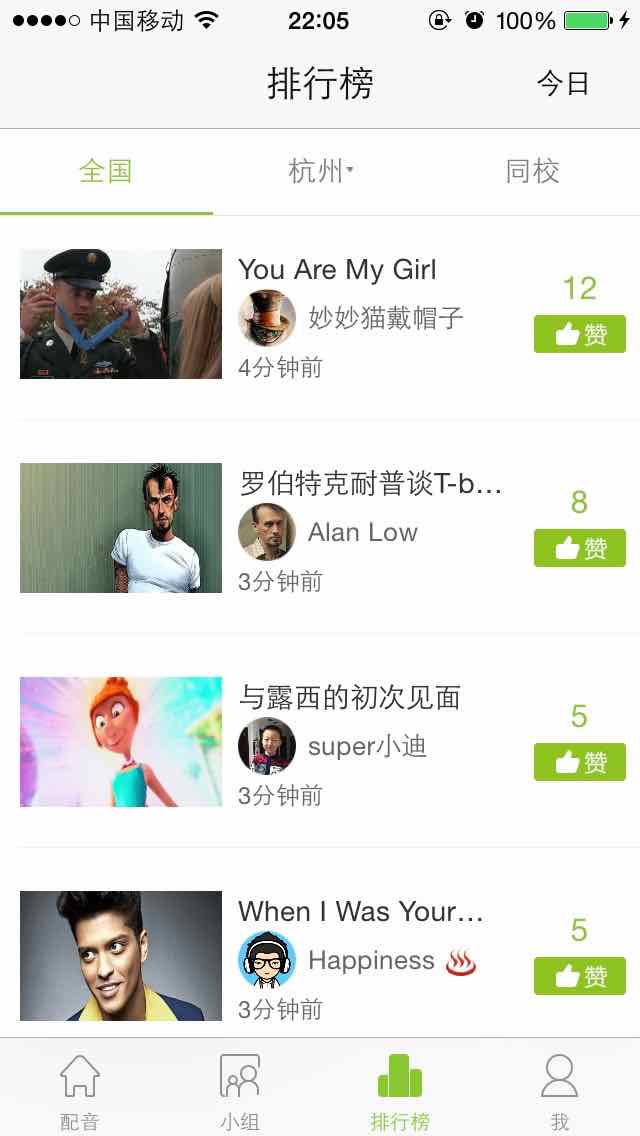 中国移动 22:05 100%
排行榜 今日
全国 杭州 同校
You Are My Girl
12
妙妙猫戴帽子
赞
4分钟前
罗伯特克耐普谈T-b...
8
Alan Low
赞
3分钟前
与露西的初次见面
5
super小迪
赞
3分钟前
When I Was Your...
5
Happiness ♨️
赞
3分钟前
配音 小组 排行榜 我